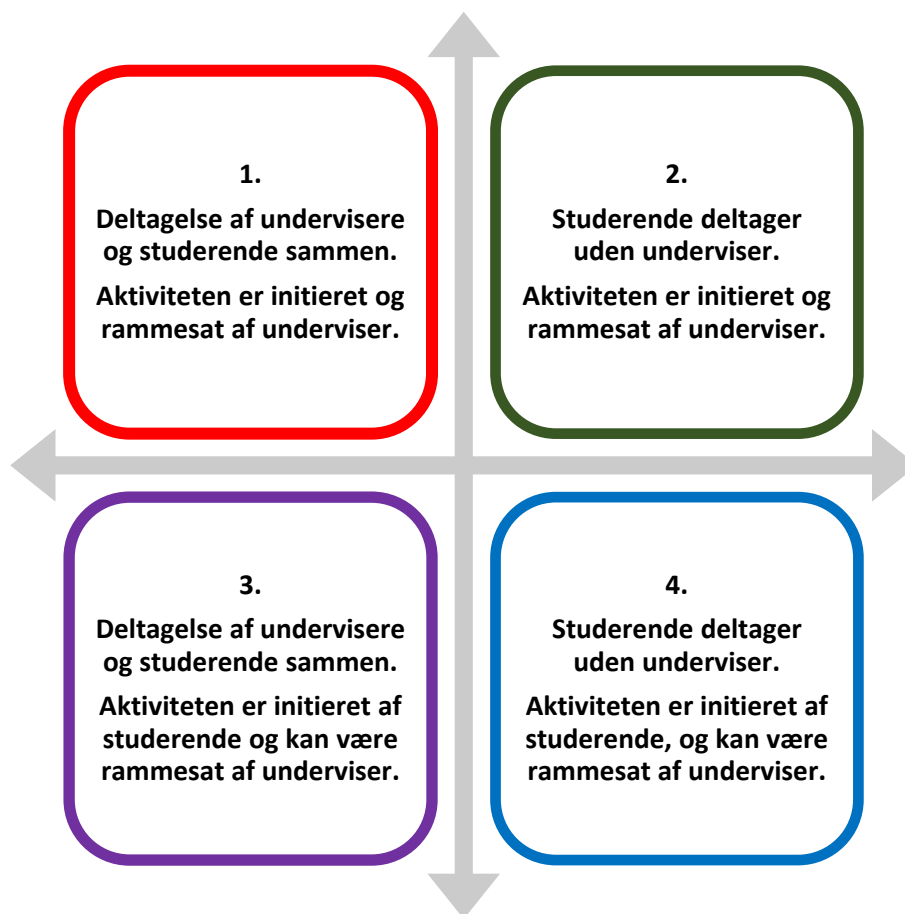 1.
Deltagelse af undervisere
og studerende sammen.
Aktiviteten er initieret og
rammesat af underviser.
2.
Studerende deltager
uden underviser.
Aktiviteten er initieret og
rammesat af underviser.
3.
Deltagelse af undervisere
og studerende sammen.
Aktiviteten er initieret af
studerende og kan være
rammesat af underviser.
4.
Studerende deltager
uden underviser.
Aktiviteten er initieret af
studerende, og kan være
rammesat af underviser.